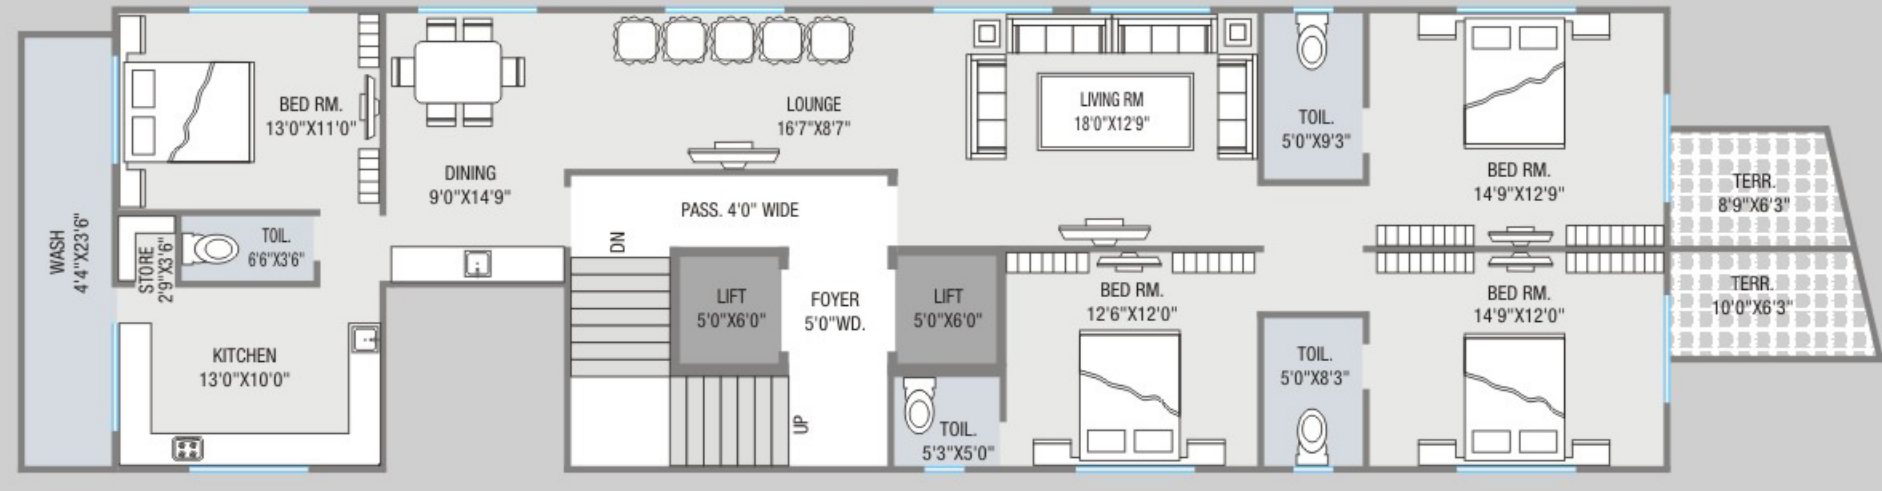 WASH
4'4"X23'6"
BED RM.
13'0"X11'0"
DINING
9'0"X14'9"
LOUNGE
16'7"X8'7"
LIVING RM
18'0"X12'9"
TOIL.
5'0"X9'3"
BED RM.
14'9"X12'9"
TERR.
8'9"X6'3"
STORE
2'9"X3'6"
TOIL.
6'6"X3'6"
PASS. 4'0" WIDE
DN
LIFT
5'0"X6'0"
FOYER
5'0"WD.
LIFT
5'0"X6'0"
BED RM.
12'6"X12'0"
BED RM.
14'9"X12'0"
TERR.
10'0"X6'3"
KITCHEN
13'0"X10'0"
UP
TOIL.
5'3"X5'0"
TOIL.
5'0"X8'3"